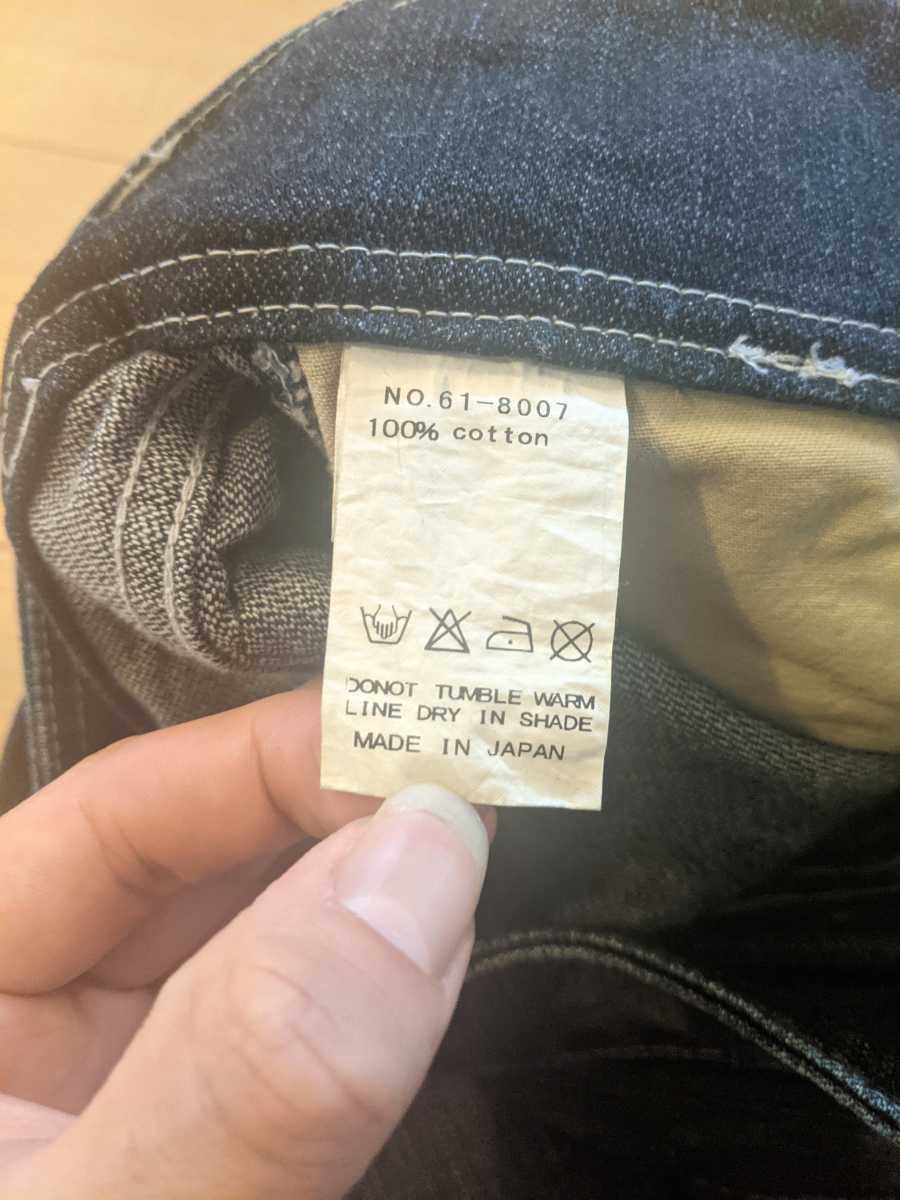 NO.61-8007
100% cotton
DONOT TUMBLE WARM
LINE DRY IN SHADE
MADE IN JAPAN